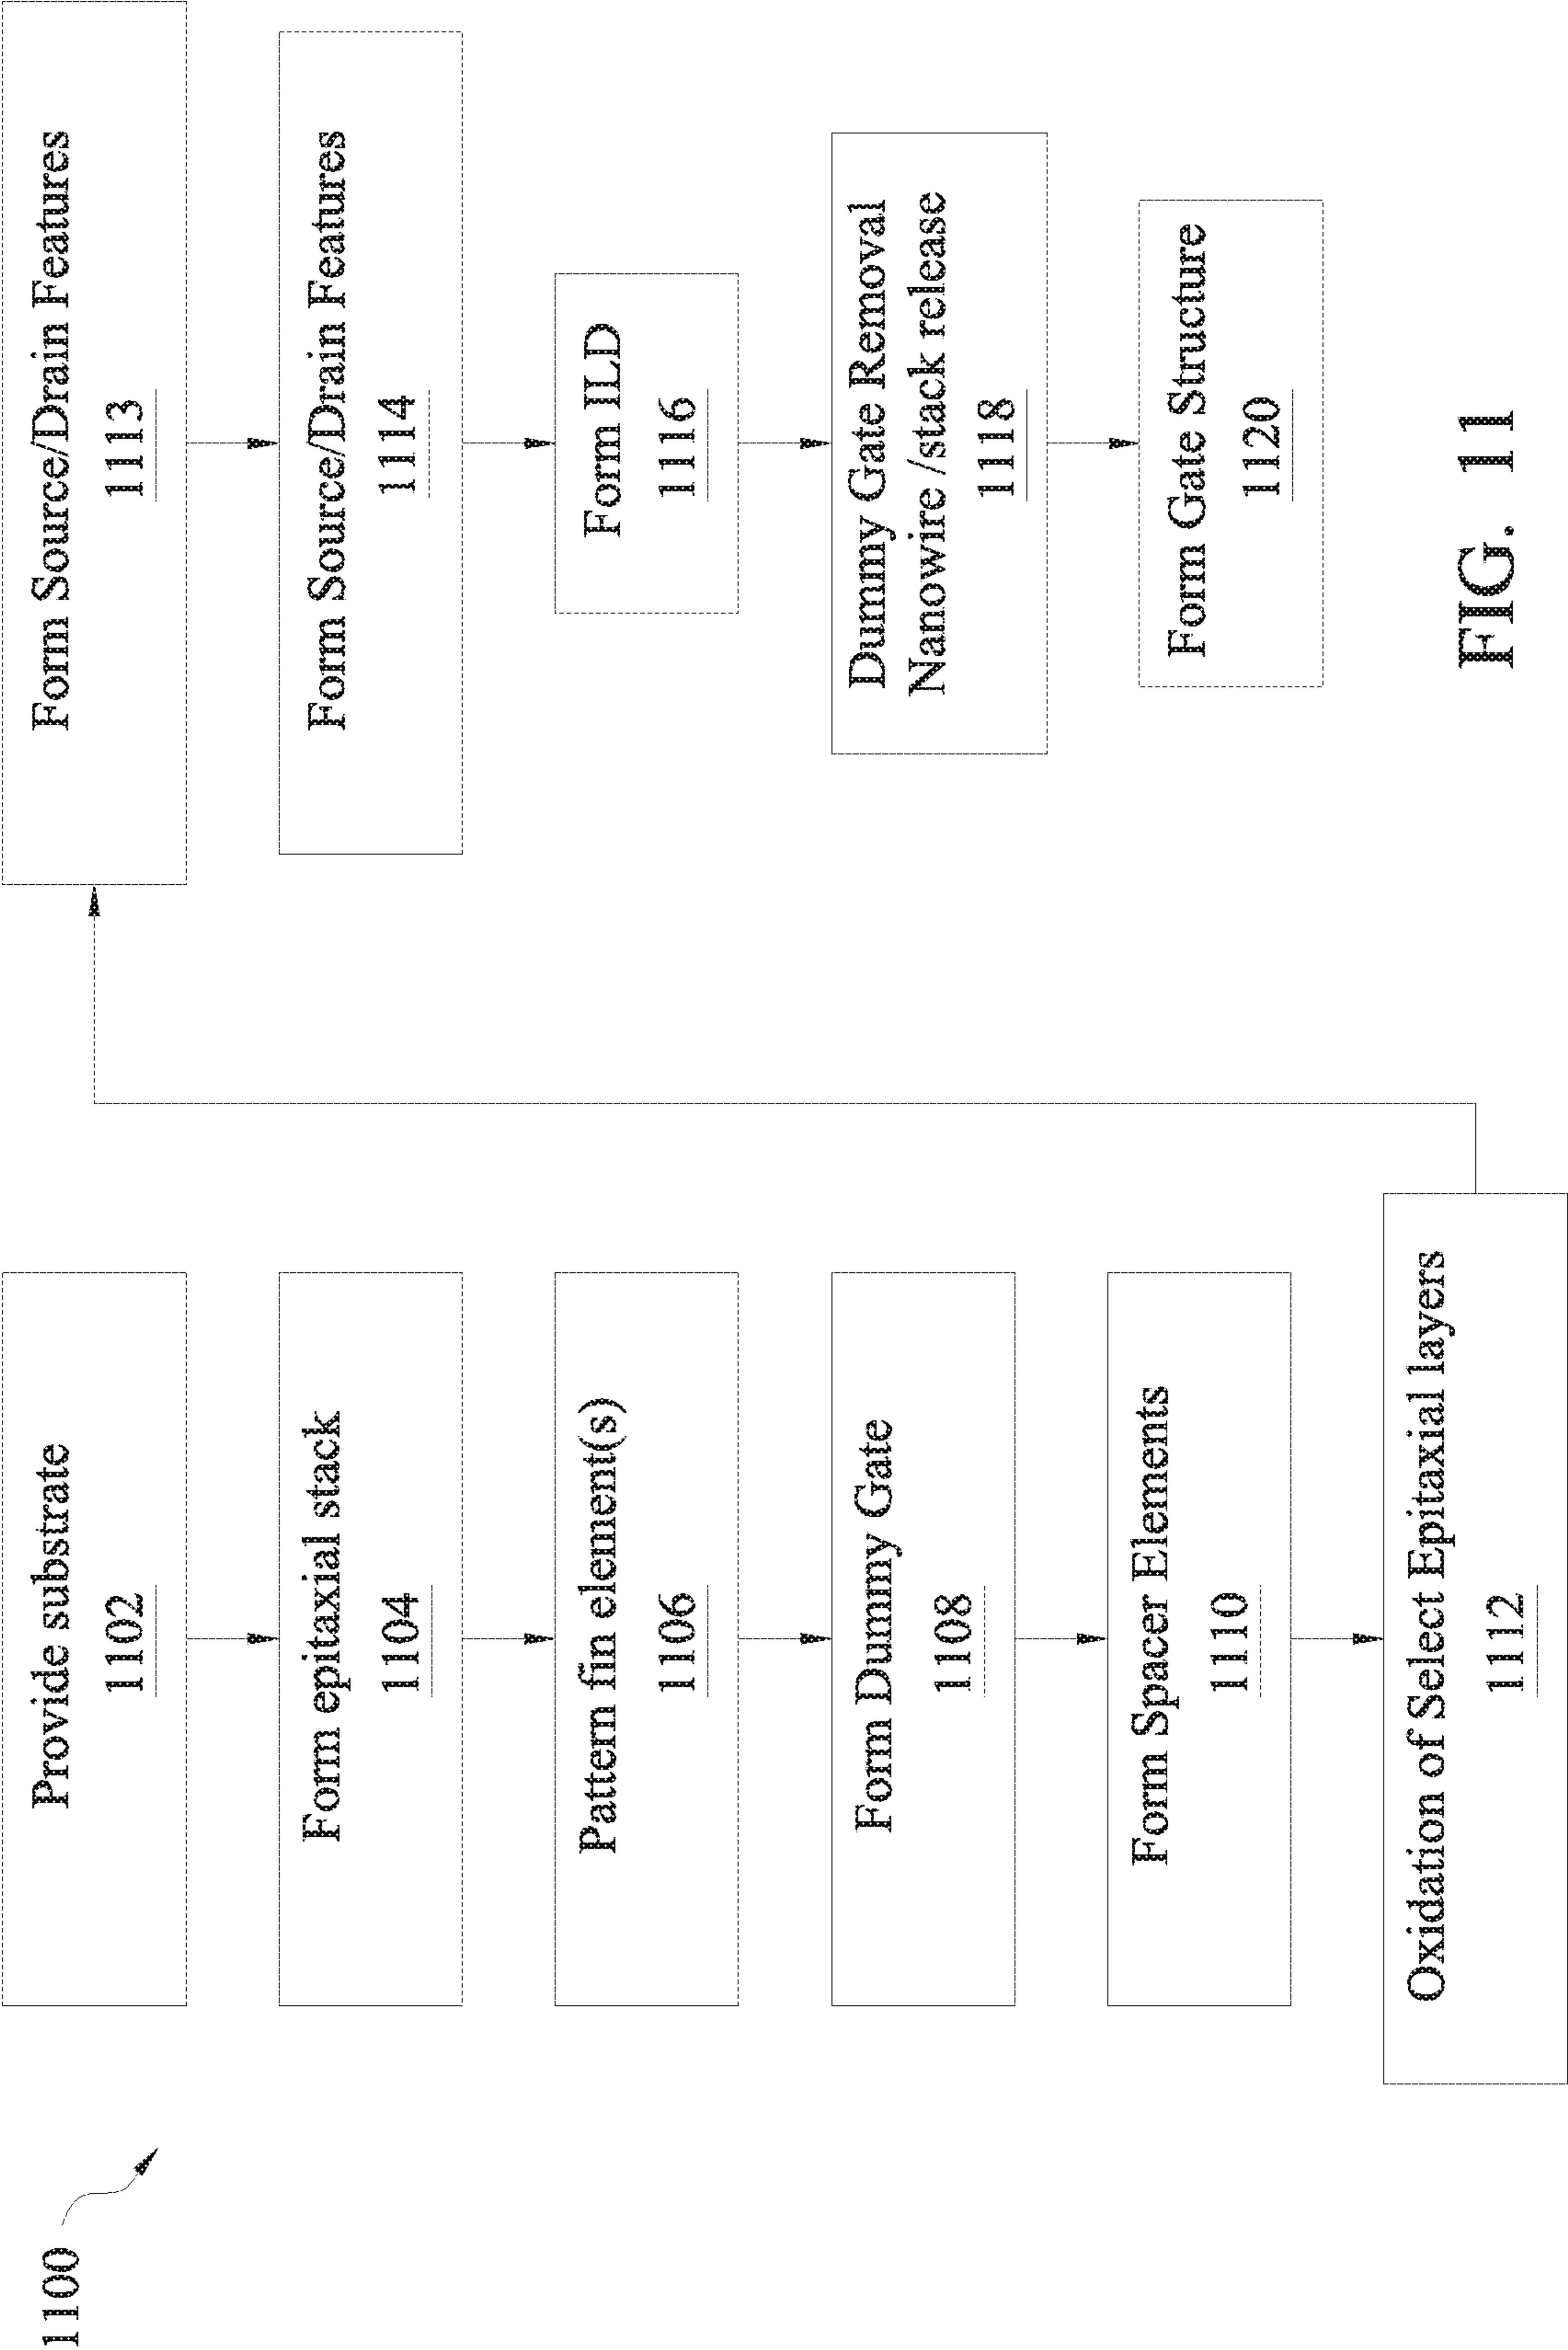 1100
Provide substrate
1102
Form epitaxial stack
1104
Pattern fin element(s)
1106
Form Dummy Gate
1108
Form Spacer Elements
1110
Oxidation of Select Epitaxial layers
1112
Form Source/Drain Features
1113
Form Source/Drain Features
1114
Form ILD
1116
Dummy Gate Removal
Nanowire /stack release
1118
Form Gate Structure
1120
FIG. 11